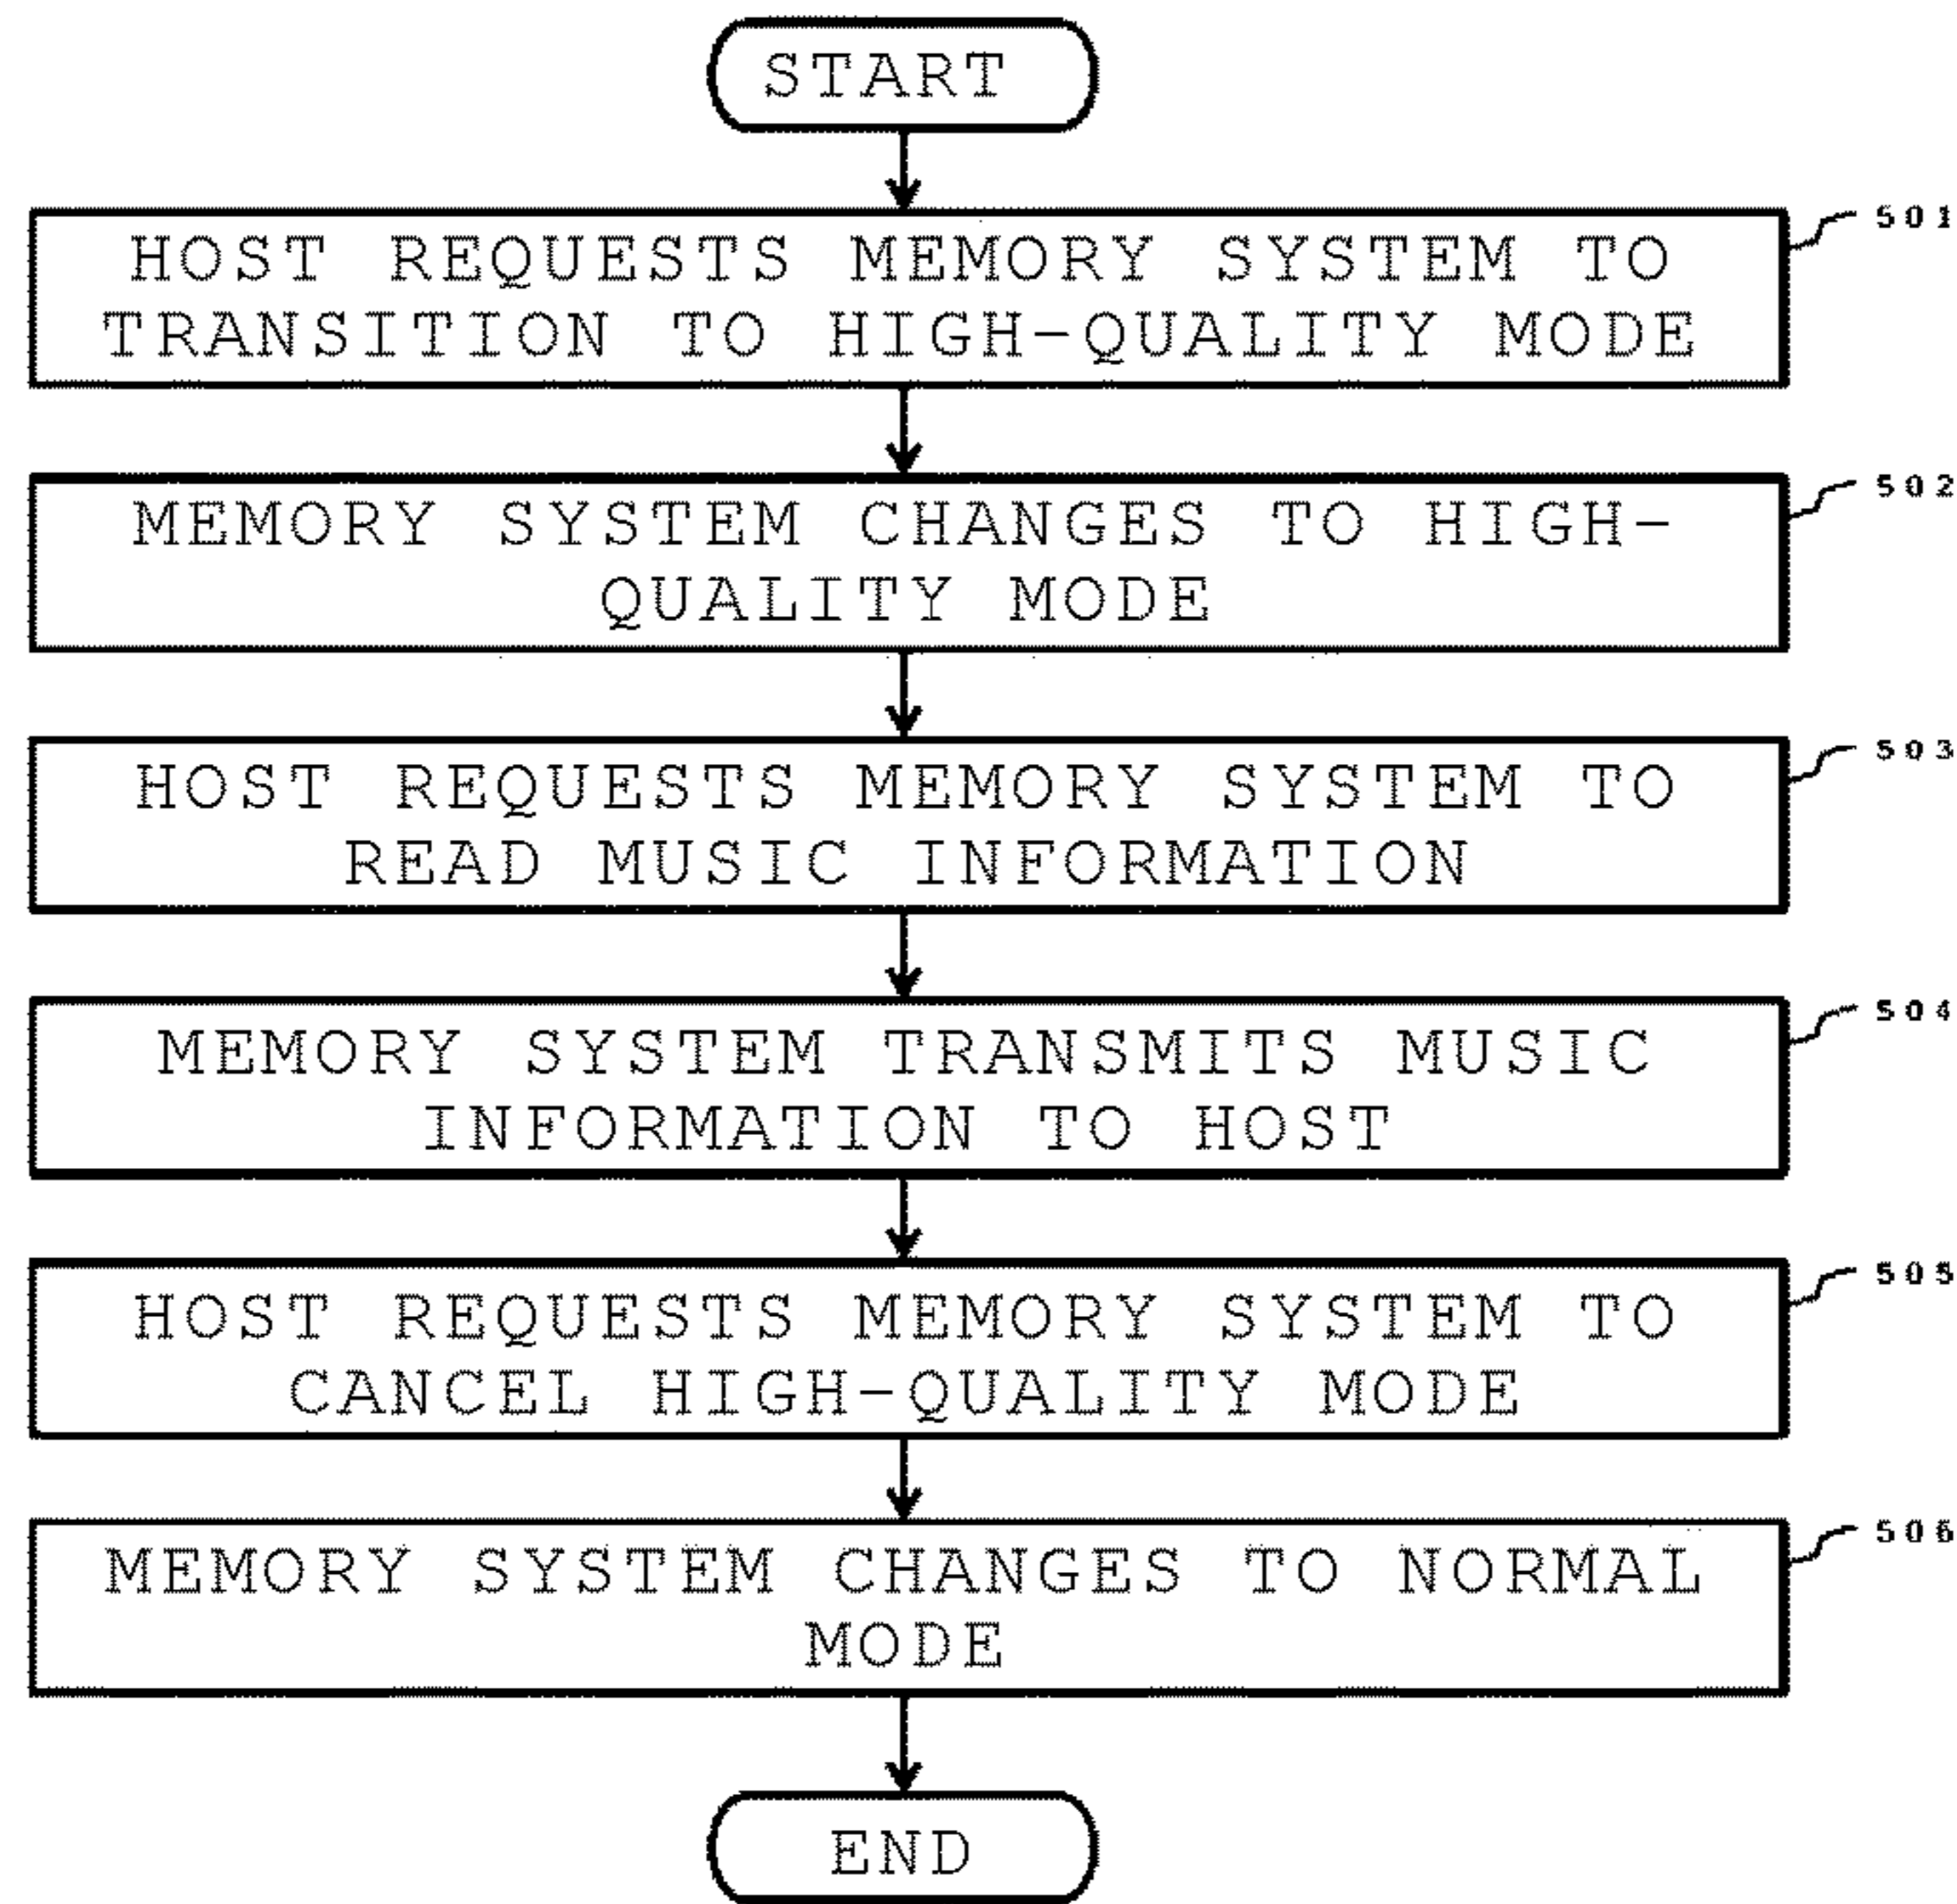 START
HOST REQUESTS MEMORY SYSTEM TO
TRANSITION TO HIGH-QUALITY MODE
501
MEMORY SYSTEM CHANGES TO HIGH-
QUALITY MODE
502
HOST REQUESTS MEMORY SYSTEM TO
READ MUSIC INFORMATION
503
MEMORY SYSTEM TRANSMITS MUSIC
INFORMATION TO HOST
504
HOST REQUESTS MEMORY SYSTEM TO
CANCEL HIGH-QUALITY MODE
505
MEMORY SYSTEM CHANGES TO NORMAL
MODE
506
END